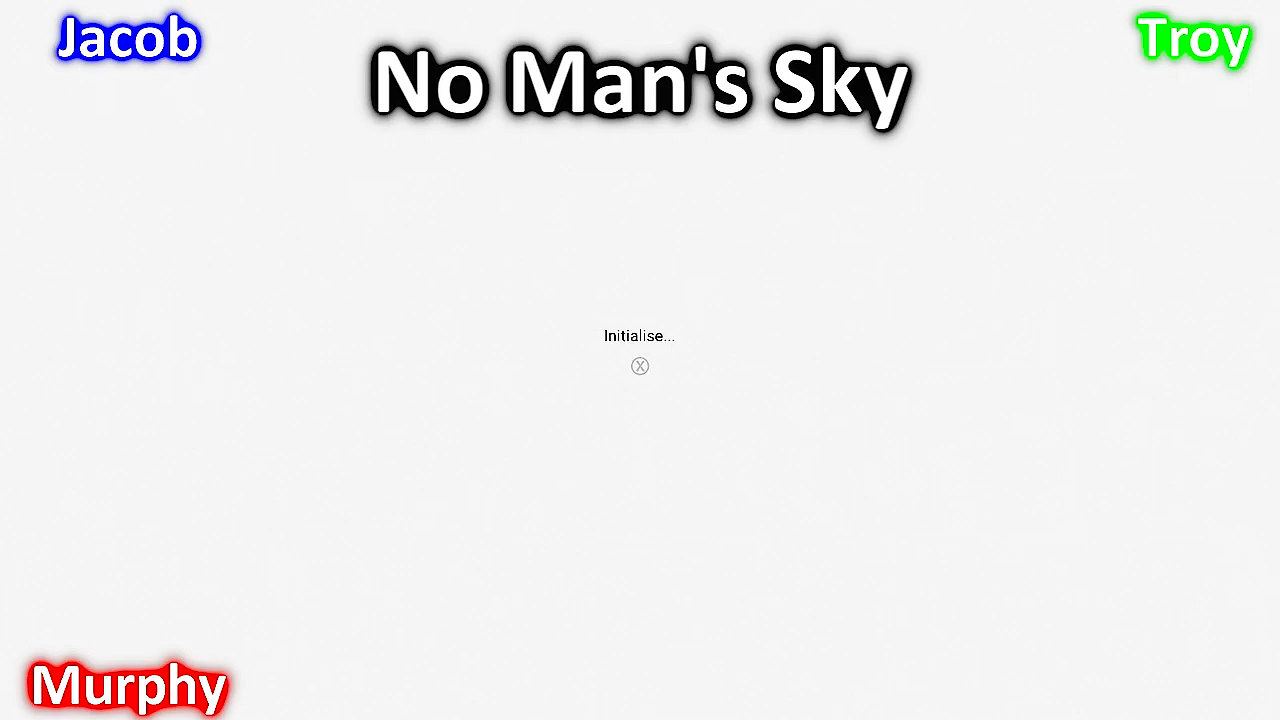 Jacob
Troy
No Man's Sky
Initialise...
X
Murphy